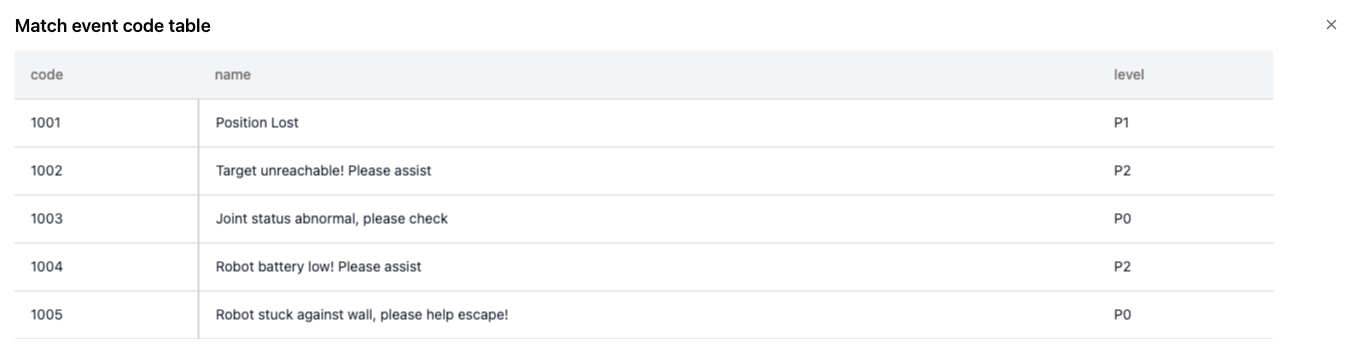 Match event code table
code name level
1001 Position Lost P1
1002 Target unreachable! Please assist P2
1003 Joint status abnormal, please check P0
1004 Robot battery low! Please assist P2
1005 Robot stuck against wall, please help escape! P0